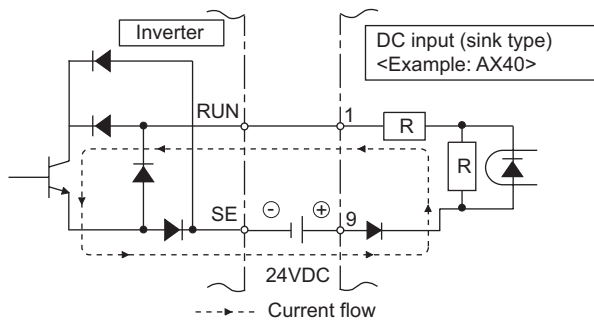 Inverter
DC input (sink type)
<Example: AX40>
RUN
1
R
R
SE
⊖
⊕
9
24VDC
Current flow